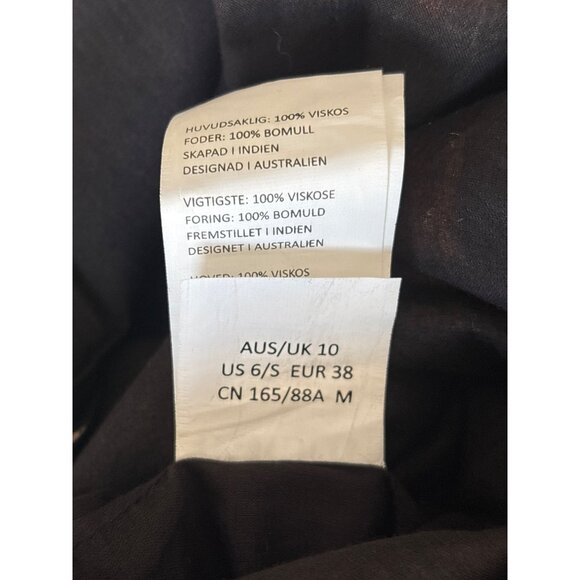 HUVUDSAKLIG: 100% VISKOS
FODER: 100% BOMULL
SKAPAD I INDIEN
DESIGNAD I AUSTRALIEN
VIGTIGSTE: 100% VISKOSE
FORING: 100% BOMULD
FREMSTILLET I INDIEN
DESIGNET I AUSTRALIEN
HOVED: 100% VISKOS
AUS/UK 10
US 6/S EUR 38
CN 165/88A M